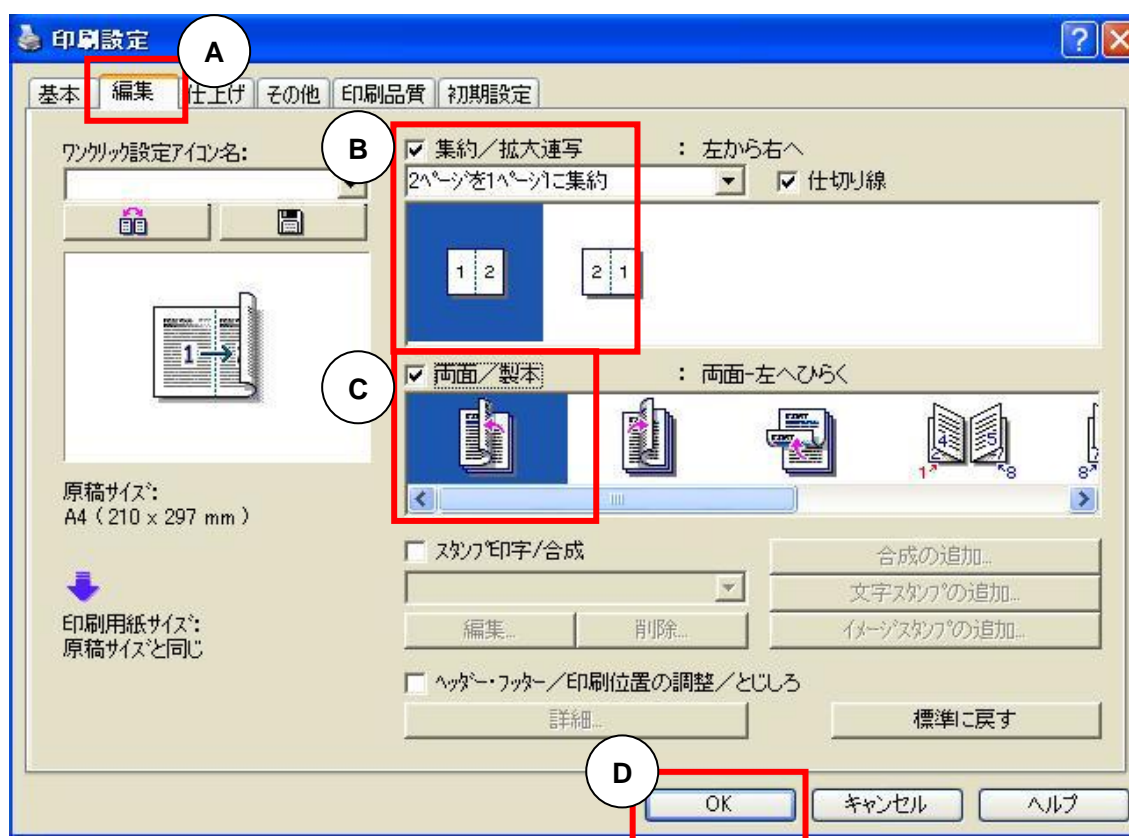 印刷設定
A
基本 編集 仕上げ その他 印刷品質 初期設定
ワンクリック設定アイコン名:
B
集約／拡大連写 : 左から右へ
2ページを1ページに集約 仕切り線
1 2
2 1
1
C
両面／製本 : 両面-左へひらく
4 5
1 8
8
原稿サイズ:
A4 ( 210 x 297 mm )
印刷用紙サイズ:
原稿サイズと同じ
スタンプ印字/合成
合成の追加...
文字スタンプの追加...
編集... 削除... イメージスタンプの追加...
ヘッダー・フッター／印刷位置の調整／とじしろ
詳細... 標準に戻す
D
OK キャンセル ヘルプ